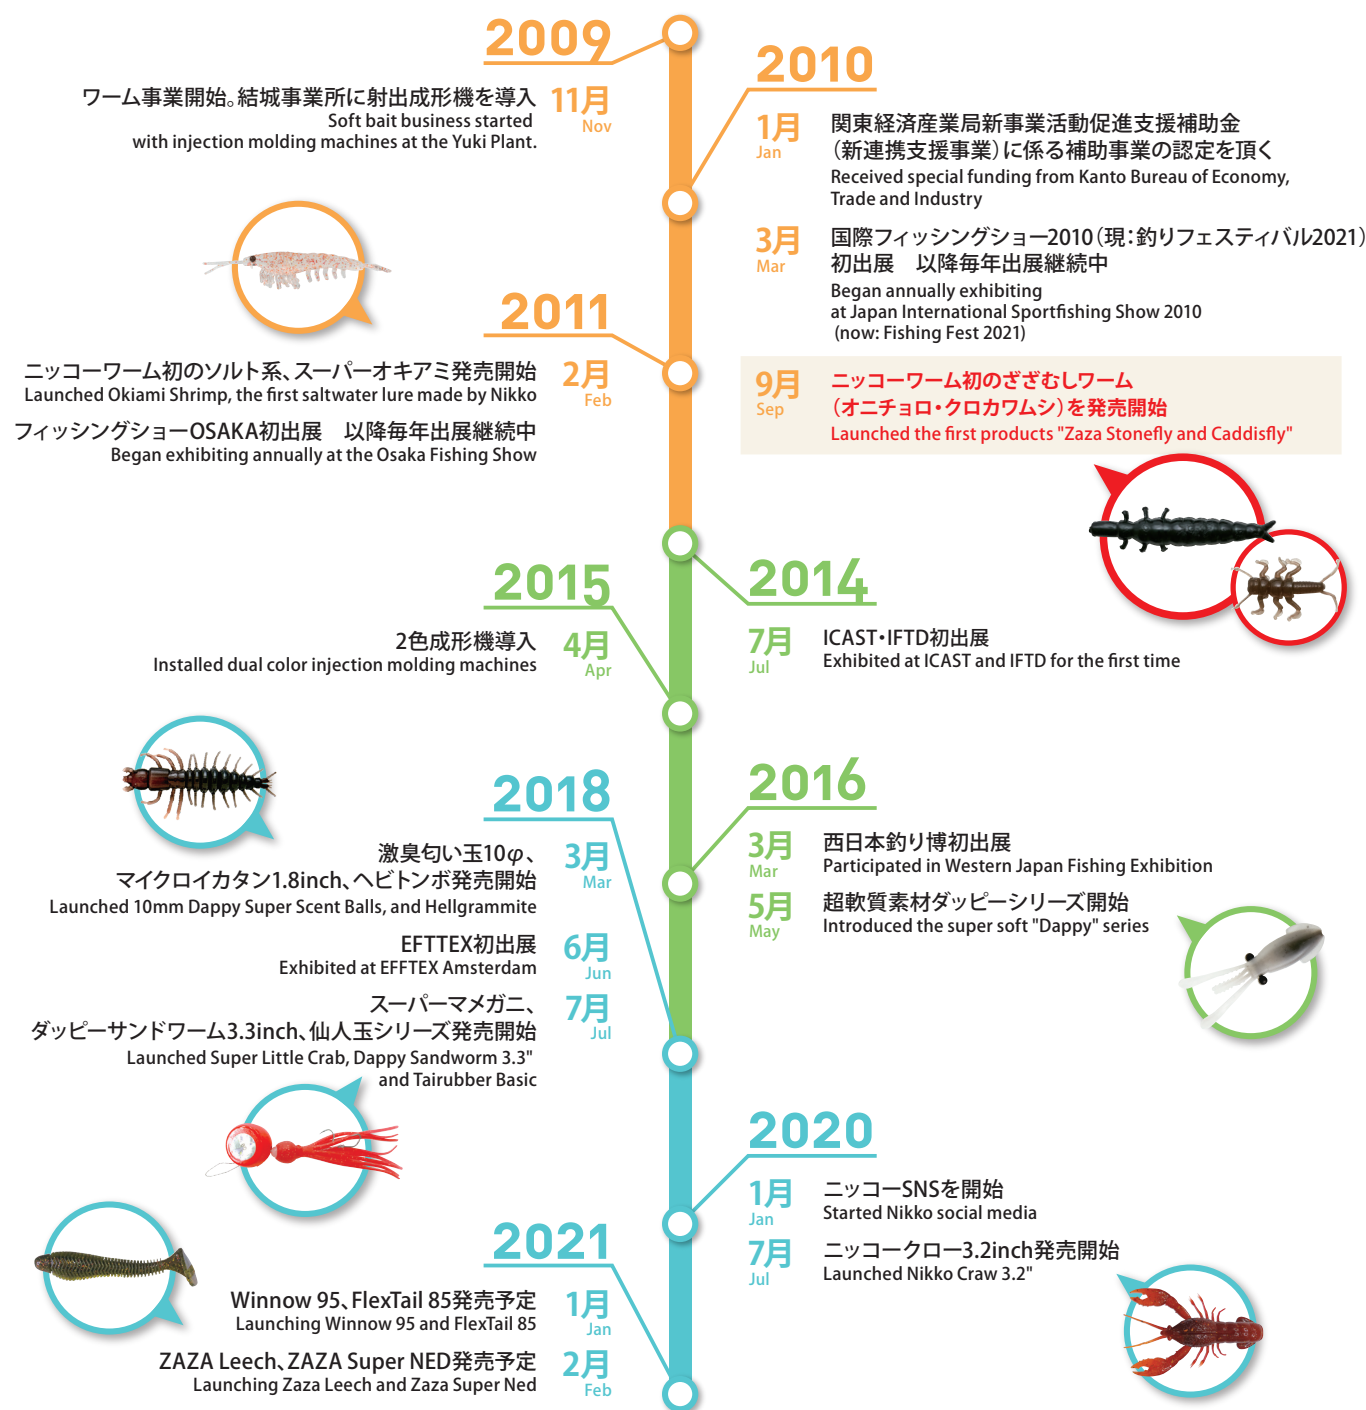 2009
ワーム事業開始。結城事業所に射出成形機を導入
11月
Nov
Soft bait business started
with injection molding machines at the Yuki Plant.
2010
1月
Jan
関東経済産業局新事業活動促進支援補助金
（新連携支援事業）に係る補助事業の認定を頂く
Received special funding from Kanto Bureau of Economy,
Trade and Industry
3月
Mar
国際フィッシングショー2010（現：釣りフェスティバル2021）
初出展　以降毎年出展継続中
Began annually exhibiting
at Japan International Sportfishing Show 2010
(now: Fishing Fest 2021)
9月
Sep
ニッコーワーム初のざざむしワーム
（オニチョロ・クロカワムシ）を発売開始
Launched the first products "Zaza Stonefly and Caddisfly"
2011
2月
Feb
ニッコーワーム初のソルト系、スーパーオキアミ発売開始
Launched Okiami Shrimp, the first saltwater lure made by Nikko
フィッシングショーOSAKA初出展　以降毎年出展継続中
Began exhibiting annually at the Osaka Fishing Show
2014
7月
Jul
ICAST・IFTD初出展
Exhibited at ICAST and IFTD for the first time
2015
4月
Apr
2色成形機導入
Installed dual color injection molding machines
2016
3月
Mar
西日本釣り博初出展
Participated in Western Japan Fishing Exhibition
5月
May
超軟質素材ダッピーシリーズ開始
Introduced the super soft "Dappy" series
2018
3月
Mar
激臭匂い玉10φ、
マイクロイカタン1.8inch、ヘビトンボ発売開始
Launched 10mm Dappy Super Scent Balls, and Hellgrammite
6月
Jun
EFTTEX初出展
Exhibited at EFFTEX Amsterdam
7月
Jul
スーパーマメガニ、
ダッピーサンドワーム3.3inch、仙人玉シリーズ発売開始
Launched Super Little Crab, Dappy Sandworm 3.3"
and Tairubber Basic
2020
1月
Jan
ニッコーSNSを開始
Started Nikko social media
7月
Jul
ニッコークロー3.2inch発売開始
Launched Nikko Craw 3.2"
2021
1月
Jan
Winnow 95、FlexTail 85発売予定
Launching Winnow 95 and FlexTail 85
2月
Feb
ZAZA Leech、ZAZA Super NED発売予定
Launching Zaza Leech and Zaza Super Ned